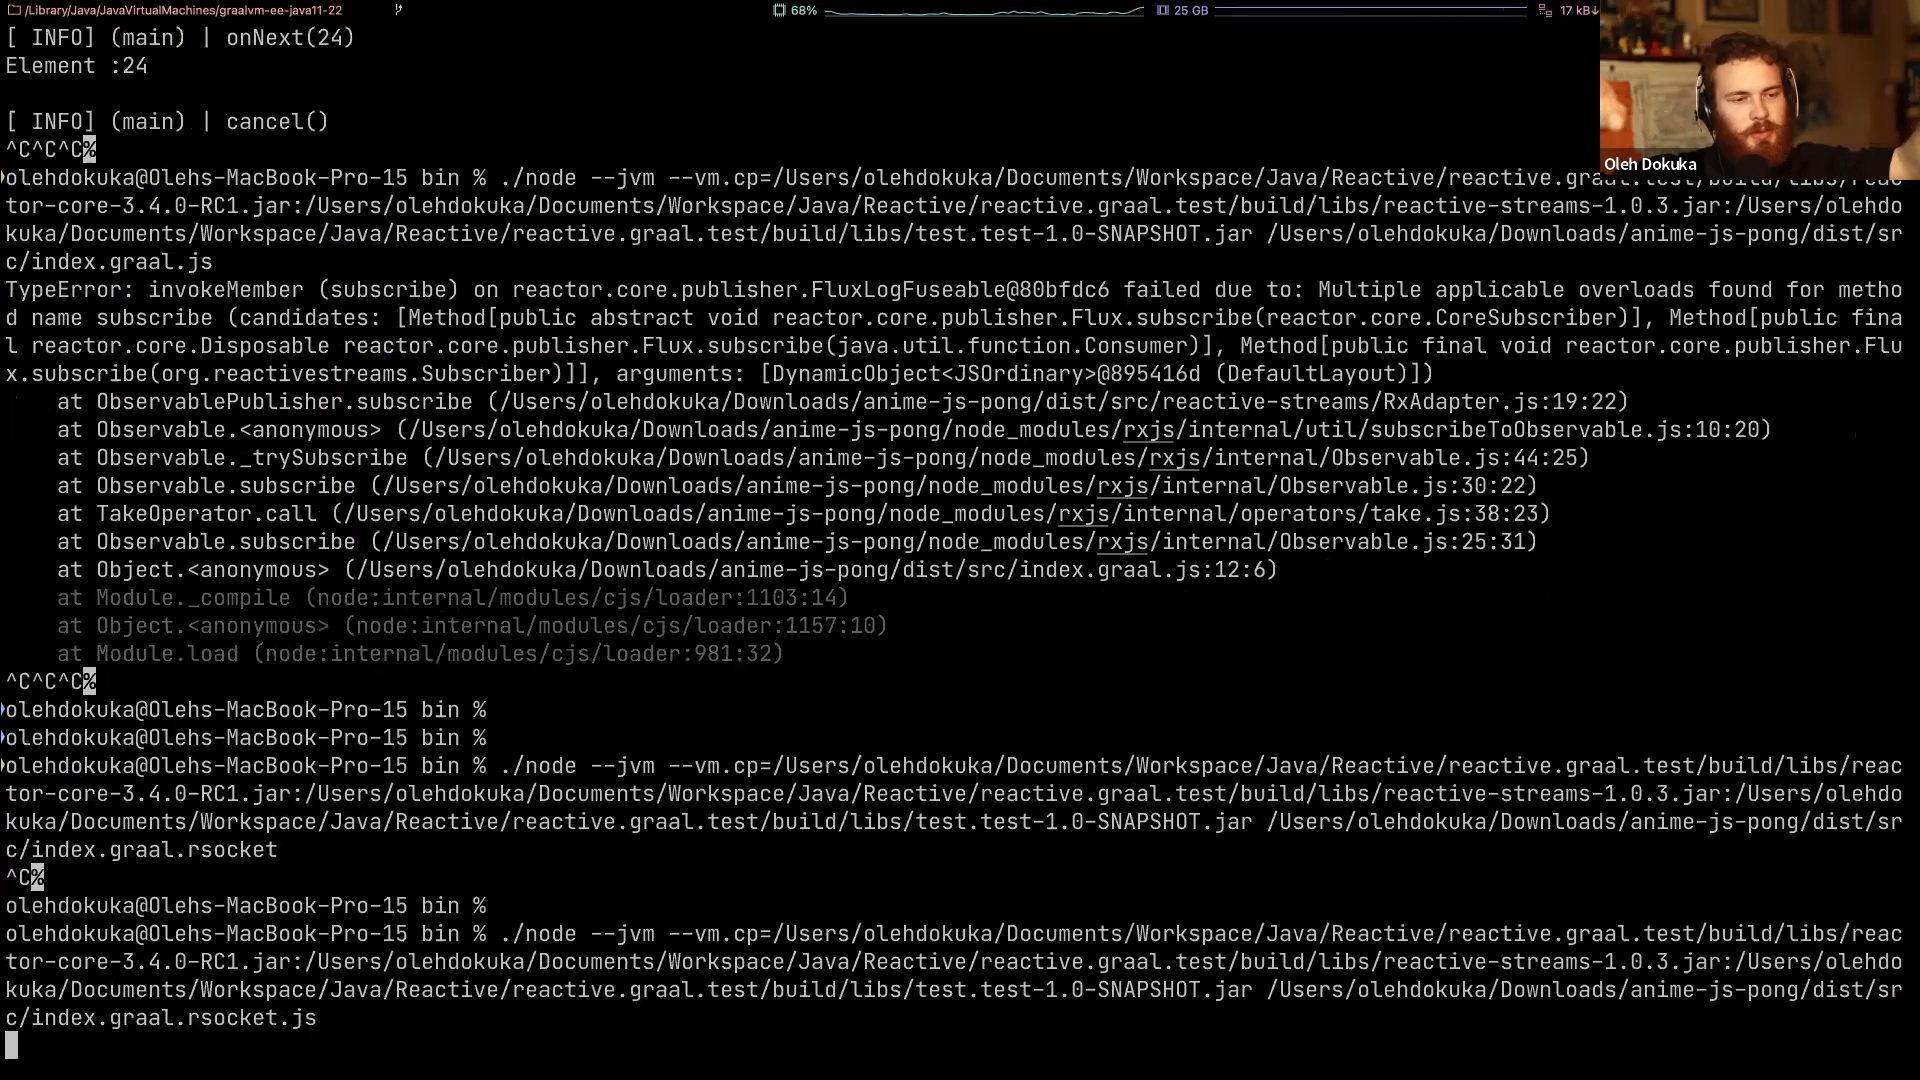 /Library/Java/JavaVirtualMachines/graalvm-ee-java11-22
68%
25 GB
17 kB↓
[ INFO] (main) | onNext(24)
Element :24
[ INFO] (main) | cancel()
^C^C^C%
olehdokuka@Olehs-MacBook-Pro-15 bin % ./node --jvm --vm.cp=/Users/olehdokuka/Documents/Workspace/Java/Reactive/reactive.graal.test/build/libs/reac
tor-core-3.4.0-RC1.jar:/Users/olehdokuka/Documents/Workspace/Java/Reactive/reactive.graal.test/build/libs/reactive-streams-1.0.3.jar:/Users/olehdo
kuka/Documents/Workspace/Java/Reactive/reactive.graal.test/build/libs/test.test-1.0-SNAPSHOT.jar /Users/olehdokuka/Downloads/anime-js-pong/dist/sr
c/index.graal.js
TypeError: invokeMember (subscribe) on reactor.core.publisher.FluxLogFuseable@80bfdc6 failed due to: Multiple applicable overloads found for metho
d name subscribe (candidates: [Method[public abstract void reactor.core.publisher.Flux.subscribe(reactor.core.CoreSubscriber)], Method[public fina
l reactor.core.Disposable reactor.core.publisher.Flux.subscribe(java.util.function.Consumer)], Method[public final void reactor.core.publisher.Flu
x.subscribe(org.reactivestreams.Subscriber)]], arguments: [DynamicObject<JSOrdinary>@895416d (DefaultLayout)])
at ObservablePublisher.subscribe (/Users/olehdokuka/Downloads/anime-js-pong/dist/src/reactive-streams/RxAdapter.js:19:22)
at Observable.<anonymous> (/Users/olehdokuka/Downloads/anime-js-pong/node_modules/rxjs/internal/util/subscribeToObservable.js:10:20)
at Observable._trySubscribe (/Users/olehdokuka/Downloads/anime-js-pong/node_modules/rxjs/internal/Observable.js:44:25)
at Observable.subscribe (/Users/olehdokuka/Downloads/anime-js-pong/node_modules/rxjs/internal/Observable.js:30:22)
at TakeOperator.call (/Users/olehdokuka/Downloads/anime-js-pong/node_modules/rxjs/internal/operators/take.js:38:23)
at Observable.subscribe (/Users/olehdokuka/Downloads/anime-js-pong/node_modules/rxjs/internal/Observable.js:25:31)
at Object.<anonymous> (/Users/olehdokuka/Downloads/anime-js-pong/dist/src/index.graal.js:12:6)
at Module._compile (node:internal/modules/cjs/loader:1103:14)
at Object.<anonymous> (node:internal/modules/cjs/loader:1157:10)
at Module.load (node:internal/modules/cjs/loader:981:32)
^C^C^C%
olehdokuka@Olehs-MacBook-Pro-15 bin %
olehdokuka@Olehs-MacBook-Pro-15 bin %
olehdokuka@Olehs-MacBook-Pro-15 bin % ./node --jvm --vm.cp=/Users/olehdokuka/Documents/Workspace/Java/Reactive/reactive.graal.test/build/libs/reac
tor-core-3.4.0-RC1.jar:/Users/olehdokuka/Documents/Workspace/Java/Reactive/reactive.graal.test/build/libs/reactive-streams-1.0.3.jar:/Users/olehdo
kuka/Documents/Workspace/Java/Reactive/reactive.graal.test/build/libs/test.test-1.0-SNAPSHOT.jar /Users/olehdokuka/Downloads/anime-js-pong/dist/sr
c/index.graal.rsocket
^C%
olehdokuka@Olehs-MacBook-Pro-15 bin %
olehdokuka@Olehs-MacBook-Pro-15 bin % ./node --jvm --vm.cp=/Users/olehdokuka/Documents/Workspace/Java/Reactive/reactive.graal.test/build/libs/reac
tor-core-3.4.0-RC1.jar:/Users/olehdokuka/Documents/Workspace/Java/Reactive/reactive.graal.test/build/libs/reactive-streams-1.0.3.jar:/Users/olehdo
kuka/Documents/Workspace/Java/Reactive/reactive.graal.test/build/libs/test.test-1.0-SNAPSHOT.jar /Users/olehdokuka/Downloads/anime-js-pong/dist/sr
c/index.graal.rsocket.js
Oleh Dokuka